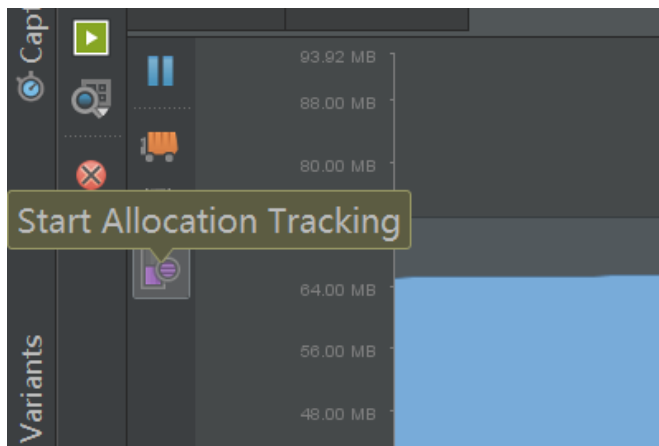 Capt
93.92 MB
88.00 MB
80.00 MB
Start Allocation Tracking
64.00 MB
56.00 MB
48.00 MB
Variants